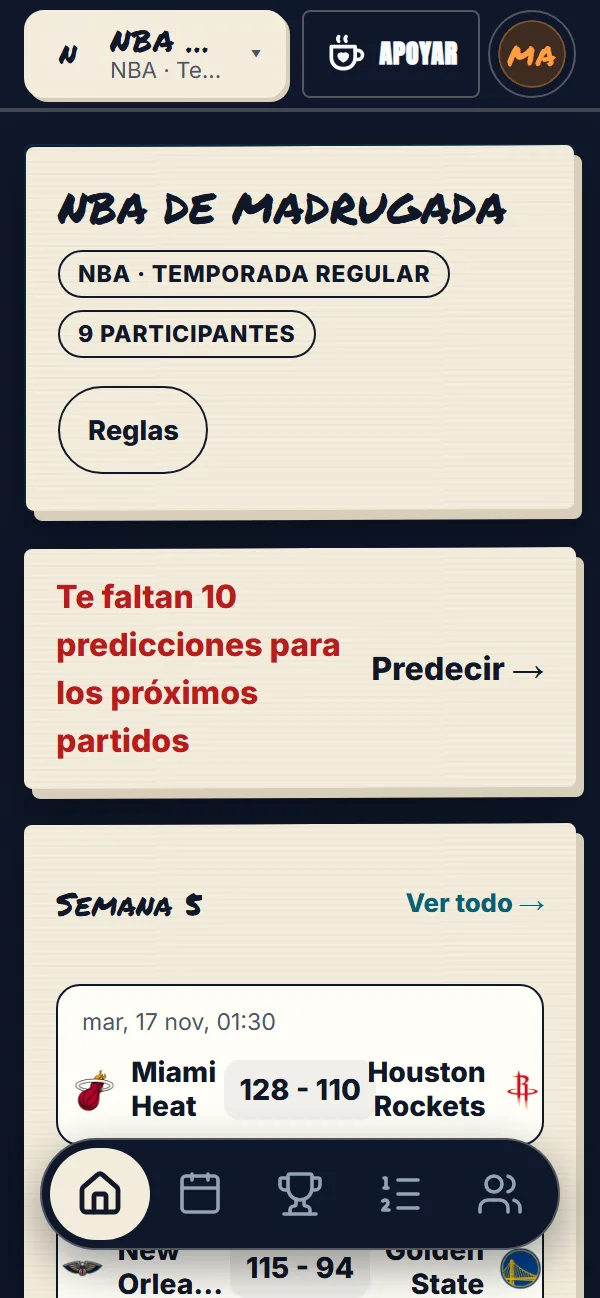 N
NBA ...
NBA · Te...
APOYAR
MA
NBA DE MADRUGADA
NBA · TEMPORADA REGULAR
9 PARTICIPANTES
Reglas
Te faltan 10
predicciones para
los próximos
partidos
Predecir →
SEMANA 5
Ver todo →
mar, 17 nov, 01:30
Miami
Heat
128 - 110
Houston
Rockets
New
Orlea...
115 - 94
Golden
State